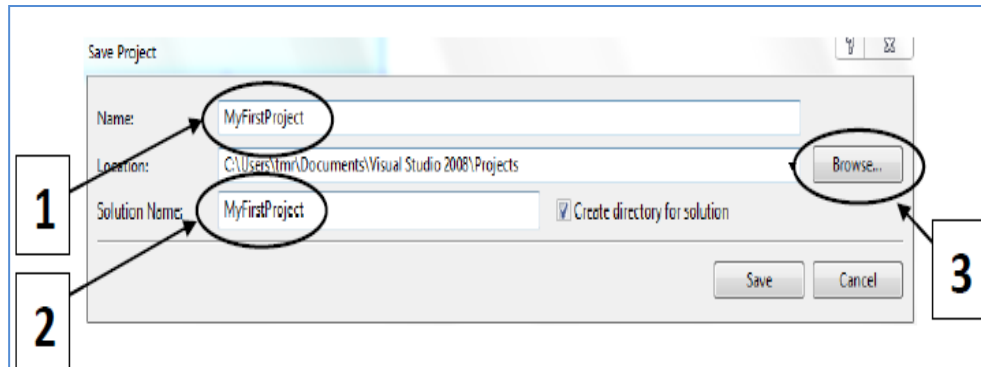 Save Project
Name: MyFirstProject
Location: C:\Users\tmr\Documents\Visual Studio 2008\Projects Browse...
Solution Name: MyFirstProject Create directory for solution
Save Cancel
1
2
3